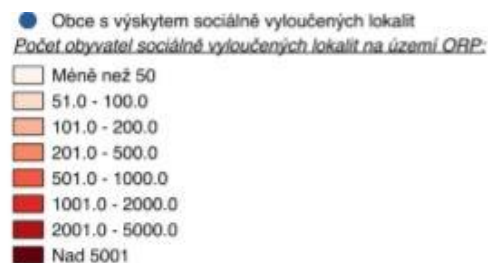 Obce s výskytem sociálně vyloučených lokalit
Počet obyvatel sociálně vyloučených lokalit na území ORP:
Méně než 50
51.0 - 100.0
101.0 - 200.0
201.0 - 500.0
501.0 - 1000.0
1001.0 - 2000.0
2001.0 - 5000.0
Nad 5001